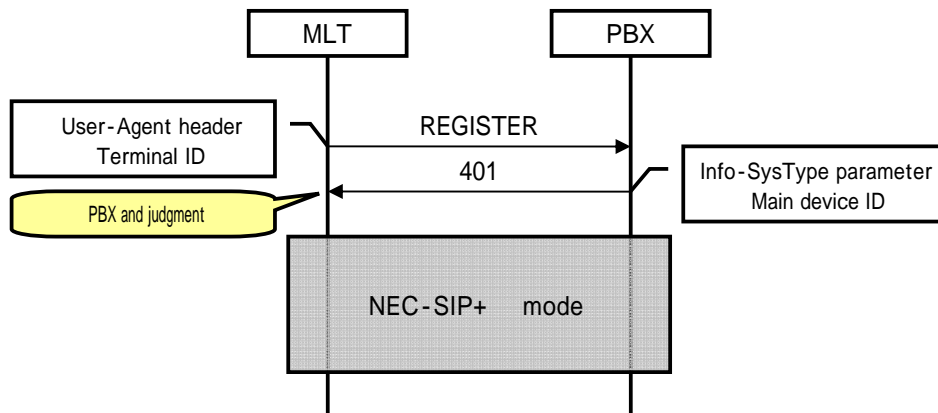 MLT
PBX
User-Agent header
Terminal ID
REGISTER
401
Info-SysType parameter
Main device ID
PBX and judgment
NEC-SIP+ mode